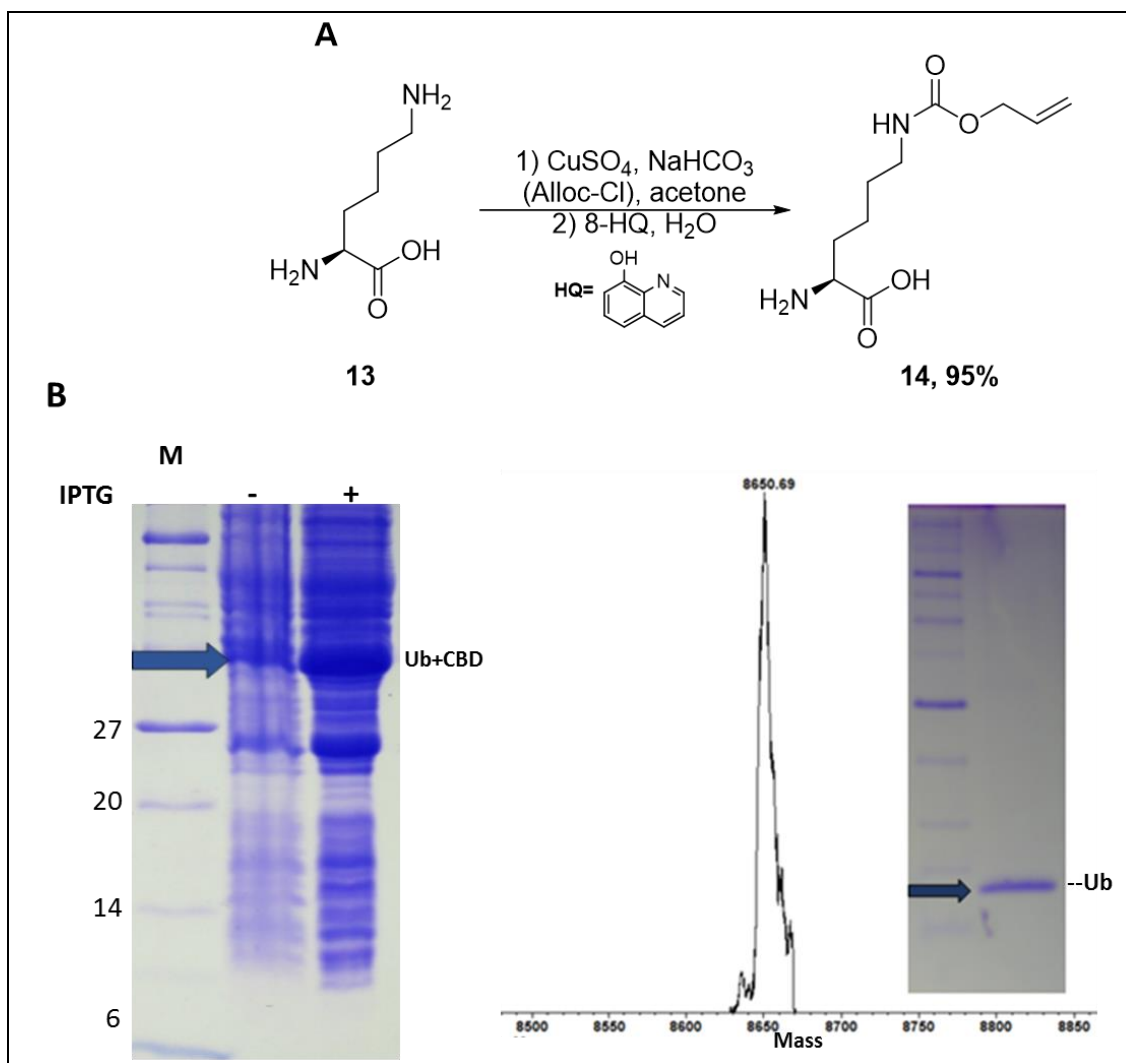 A
NH2
O
HN
O
1) CuSO4, NaHCO3
(Alloc-Cl), acetone
2) 8-HQ, H2O
OH
N
HQ=
H2N
OH
O
H2N
OH
O
13
14, 95%
B
M
IPTG - +
8650.69
Ub+CBD
27
20
14
6
--Ub
8500 8550 8600 8650 8700 8750 8800 8850
Mass